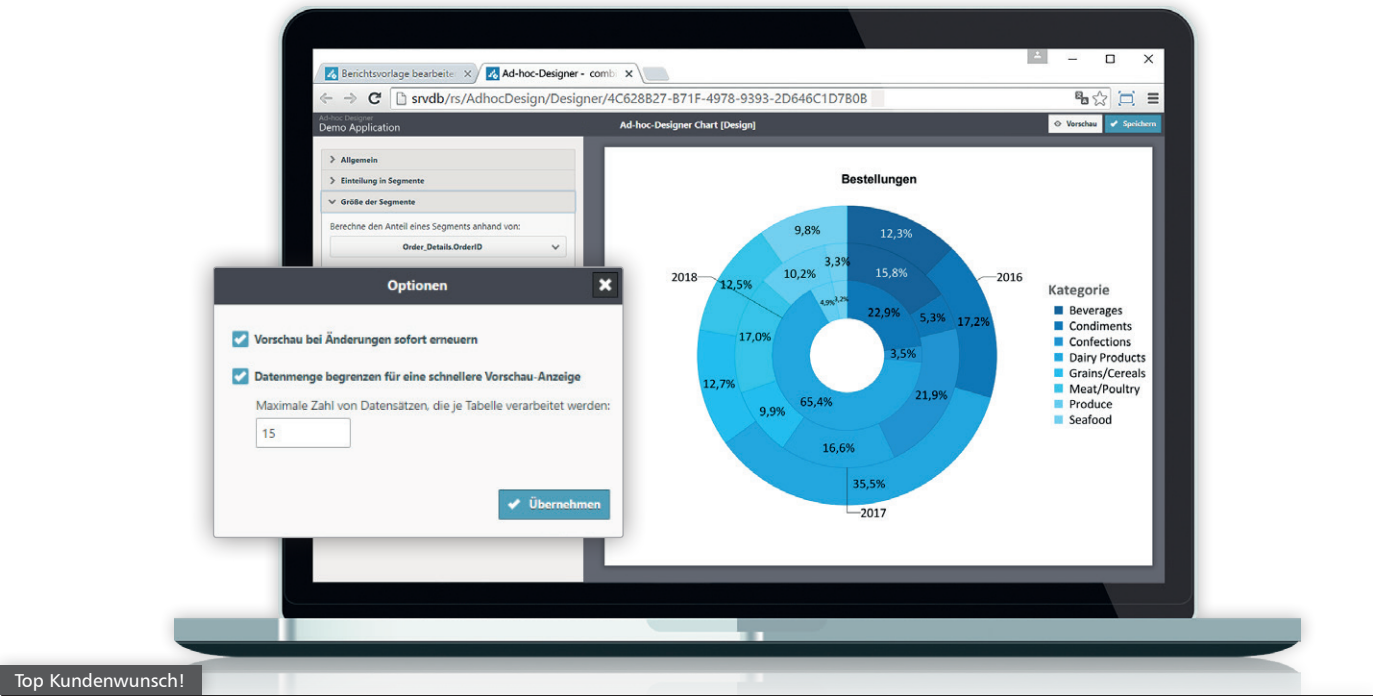 Berichtsvorlage bearbeite
Ad-hoc-Designer - comb
srvdb/rs/AdhocDesign/Designer/4C628B27-B71F-4978-9393-2D646C1D7B0B
Ad-hoc Designer
Demo Application
Ad-hoc-Designer Chart [Design]
Vorschau
Speichern
Allgemein
Einteilung in Segmente
Größe der Segmente
Berechne den Anteil eines Segments anhand von:
Order_Details.OrderID
Optionen
Vorschau bei Änderungen sofort erneuern
Datenmenge begrenzen für eine schnellere Vorschau-Anzeige
Maximale Zahl von Datensätzen, die je Tabelle verarbeitet werden:
15
Übernehmen
Bestellungen
9,8%
12,3%
3,3%
10,2%
15,8%
2018
2016
12,5%
4,9%
3,2%
22,9%
5,3%
17,2%
17,0%
3,5%
12,7%
65,4%
21,9%
9,9%
16,6%
35,5%
2017
Kategorie
Beverages
Condiments
Confections
Dairy Products
Grains/Cereals
Meat/Poultry
Produce
Seafood
Top Kundenwunsch!